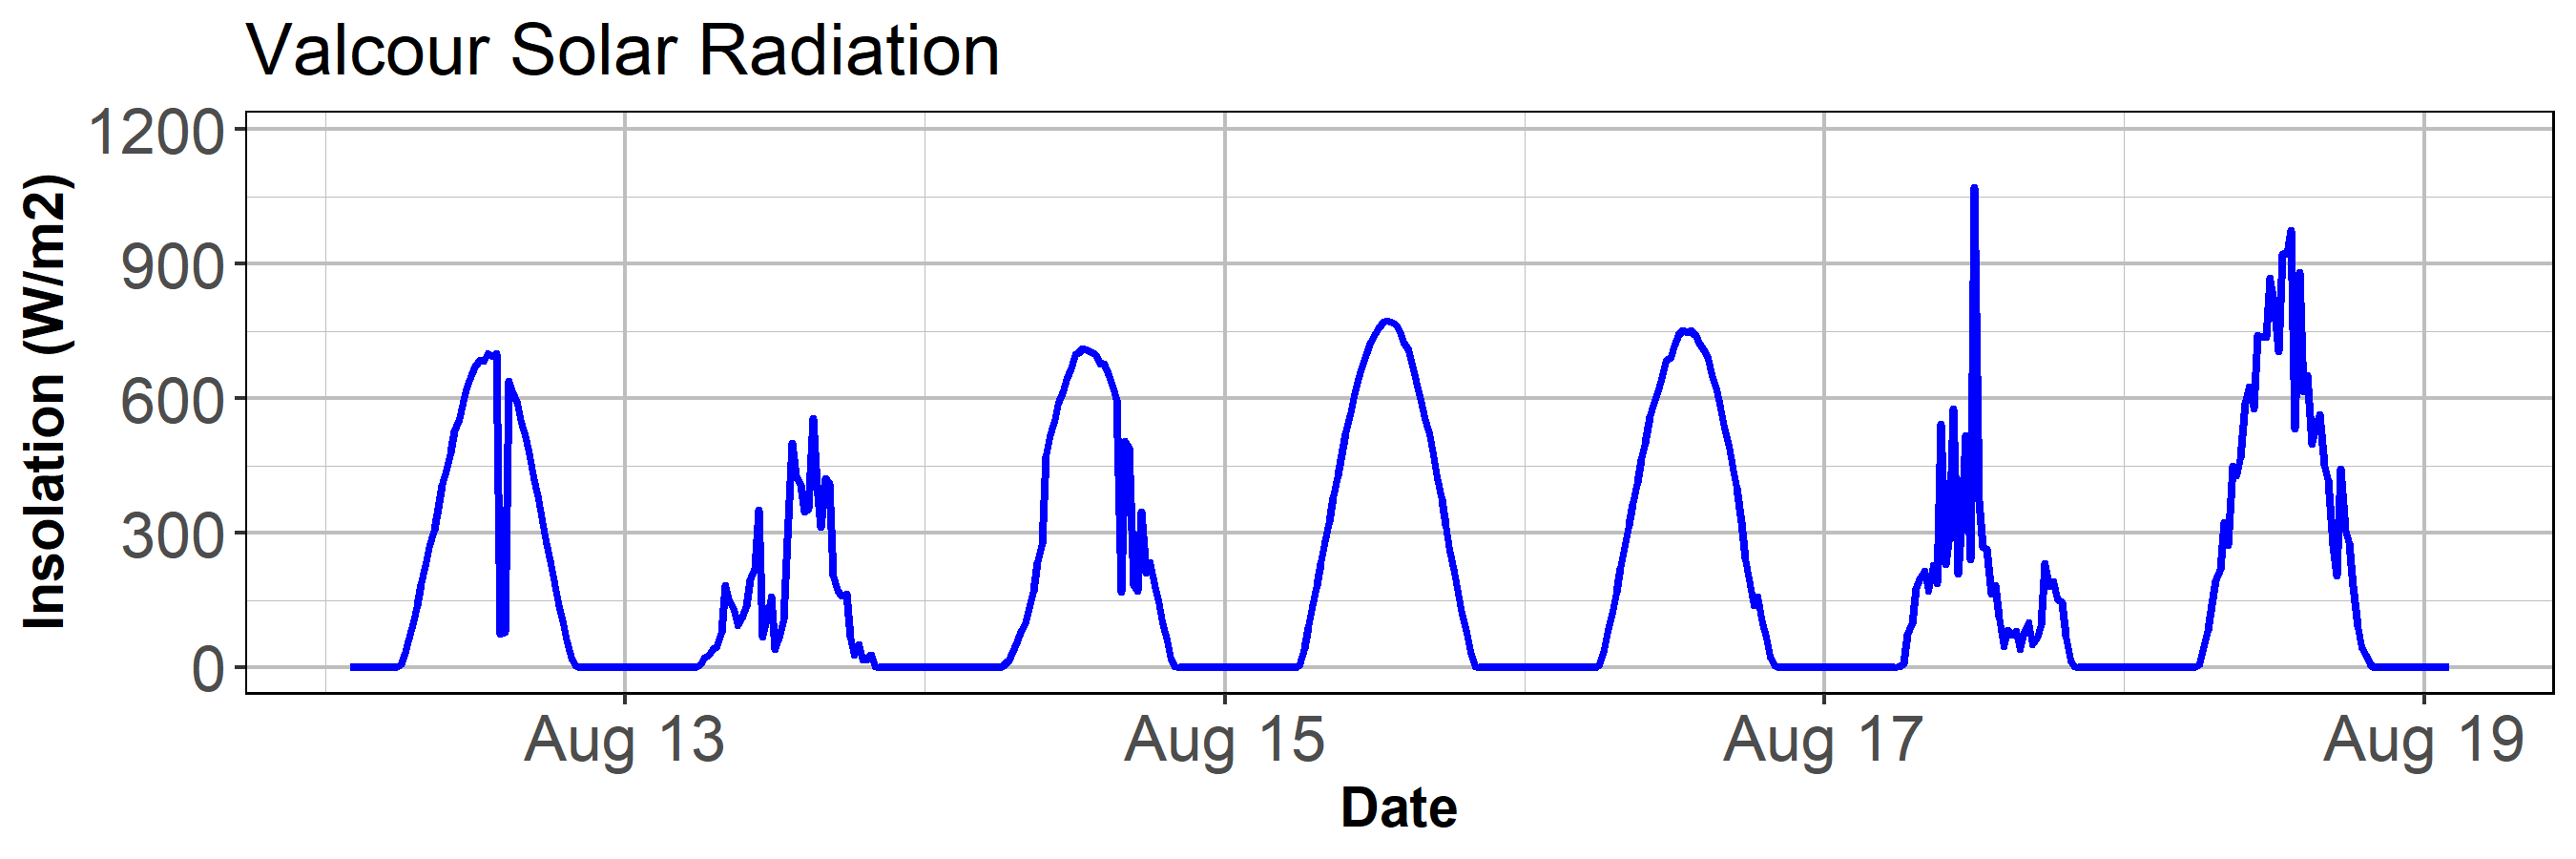 Valcour Solar Radiation
1200
900
600
300
0
Insolation (W/m2)
Aug 13
Aug 15
Aug 17
Aug 19
Date